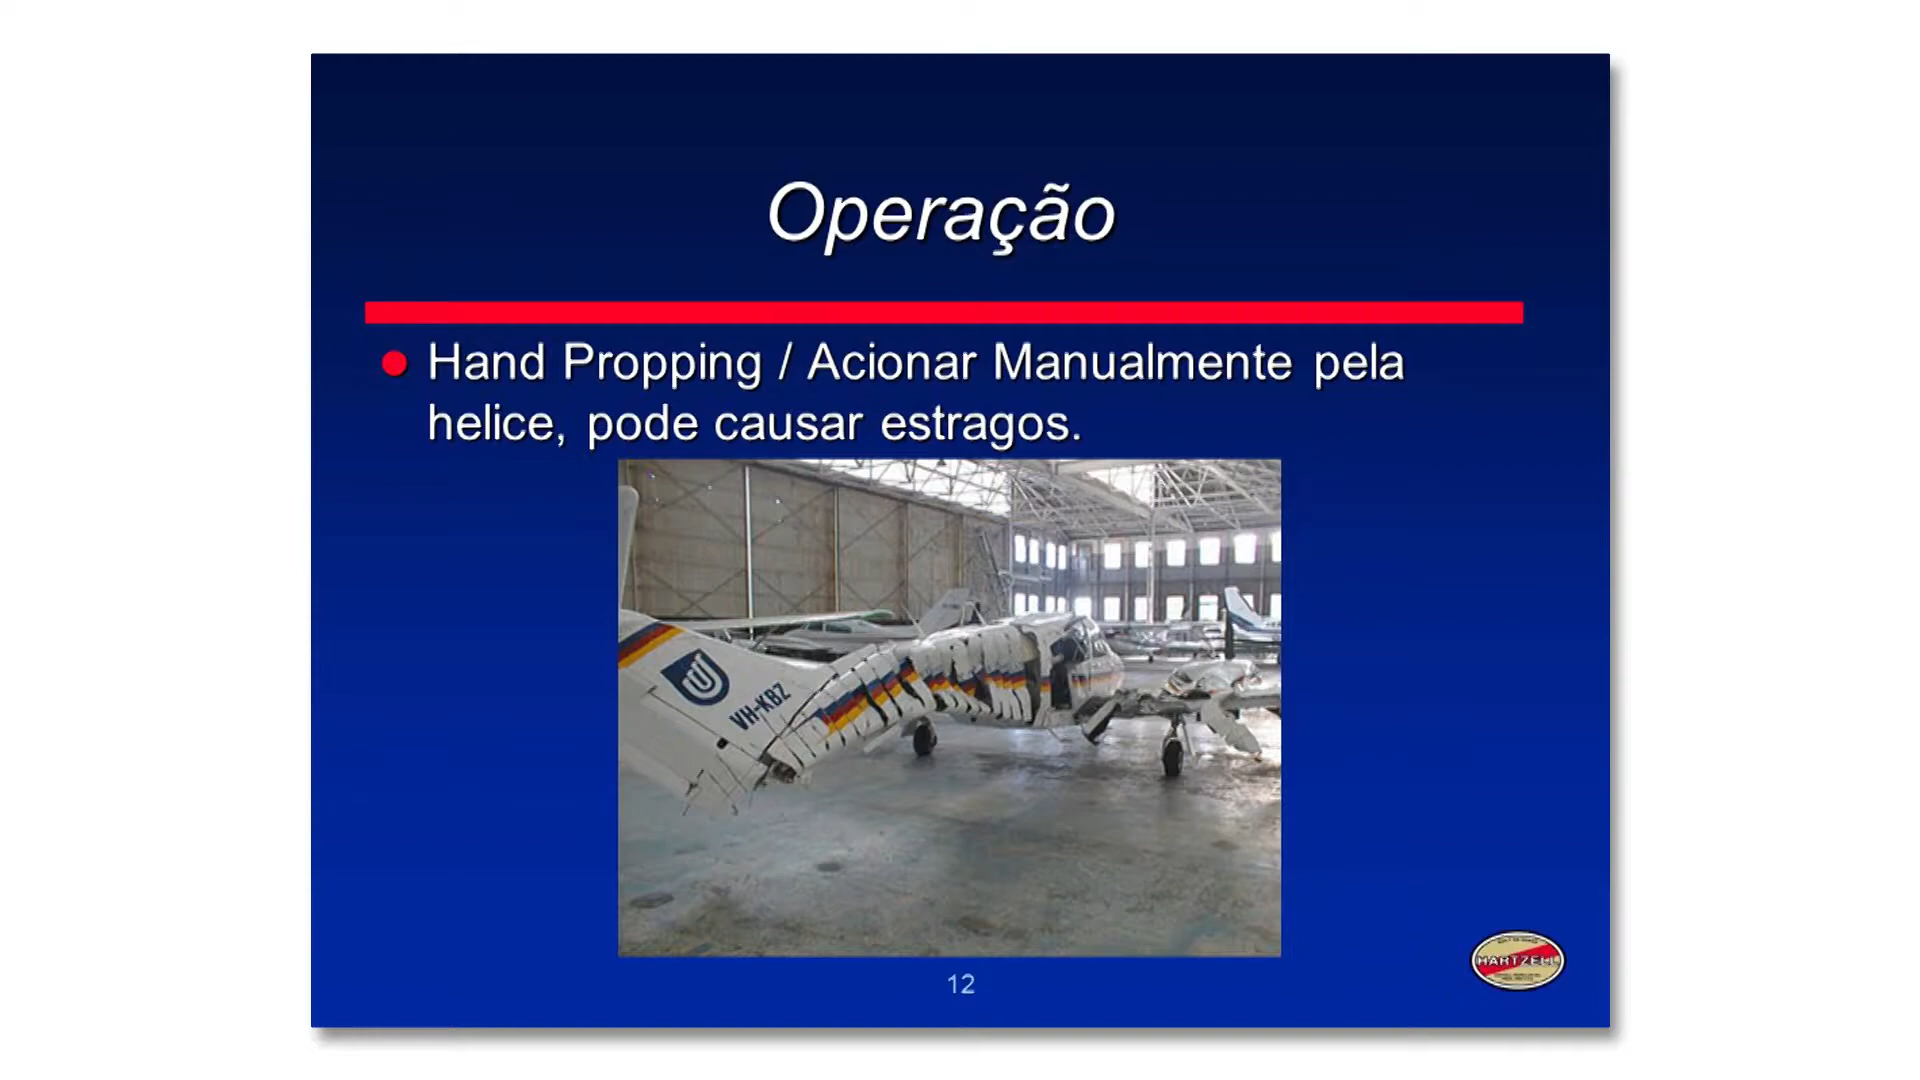 Operação
Hand Propping / Acionar Manualmente pela
helice, pode causar estragos.
VH-KBZ
12
HARTZELL